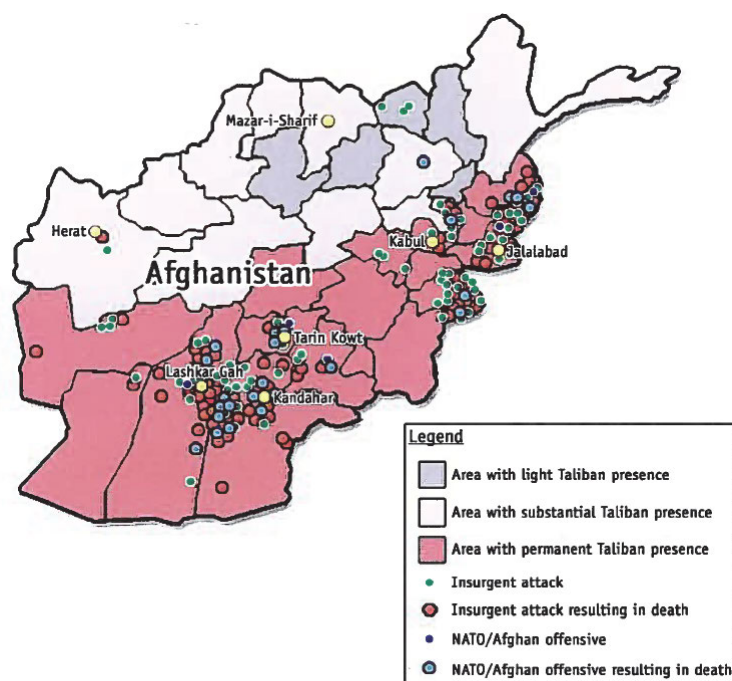 Mazar-i-Sharif
Herat
Kabul
Jalalabad
Afghanistan
Tarin Kowt
Lashkar Gah
Kandahar
Legend
Area with light Taliban presence
Area with substantial Taliban presence
Area with permanent Taliban presence
Insurgent attack
Insurgent attack resulting in death
NATO/Afghan offensive
NATO/Afghan offensive resulting in death